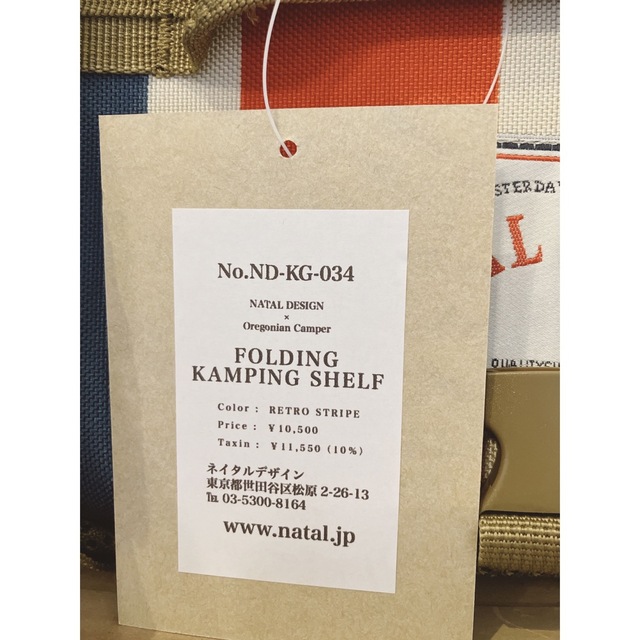 No.ND-KG-034
NATAL DESIGN
×
Oregonian Camper
FOLDING
KAMPING SHELF
Color : RETRO STRIPE
Price : ¥10,500
Taxin : ¥11,550 (10%)
ネイタルデザイン
東京都世田谷区松原 2-26-13
℡ 03-5300-8164
www.natal.jp